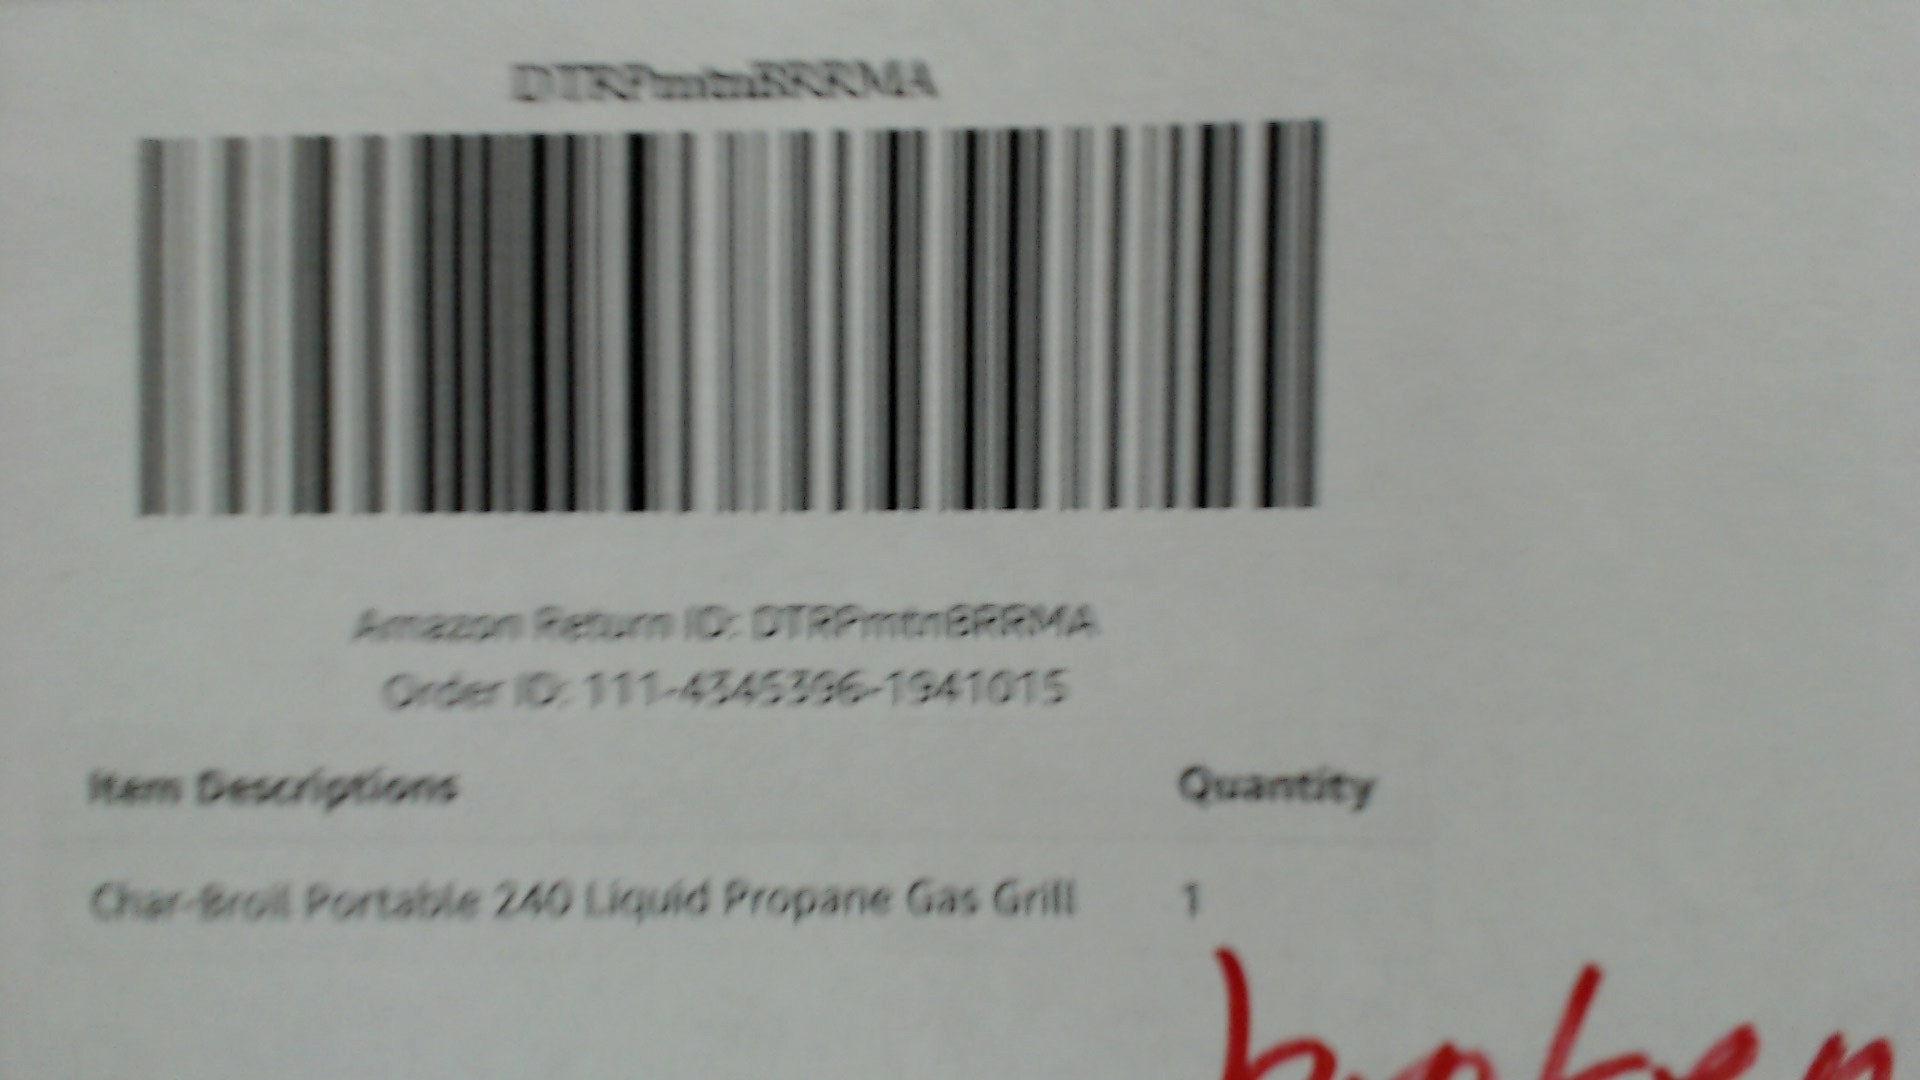 DTRPmtnBRRMA
Amazon Return ID: DTRPmtnBRRMA
Order ID: 111-4345396-1941015
Item Descriptions Quantity
Char-Broil Portable 240 Liquid Propane Gas Grill 1
broken